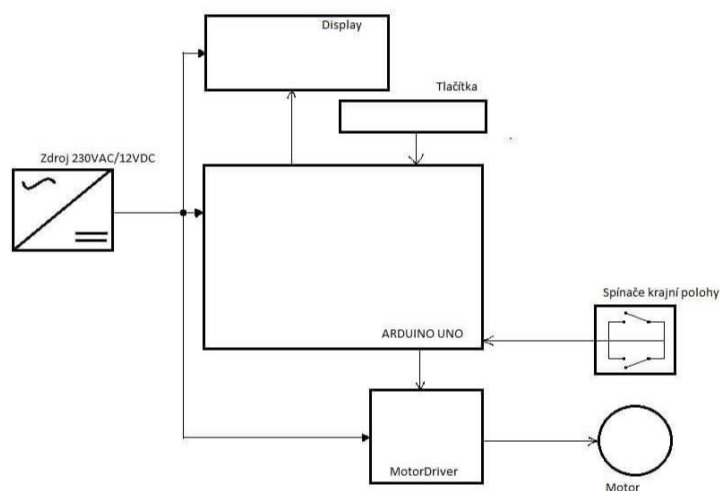 Display
Tlačítka
Zdroj 230VAC/12VDC
Spínače krajní polohy
ARDUINO UNO
MotorDriver
Motor